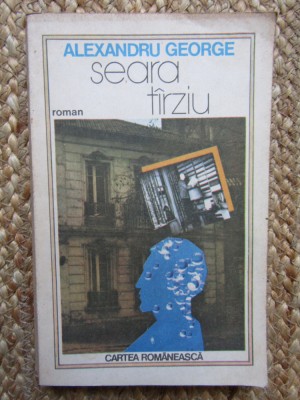 ALEXANDRU GEORGE
seara
tîrziu
roman
CARTEA ROMÂNEASCĂ